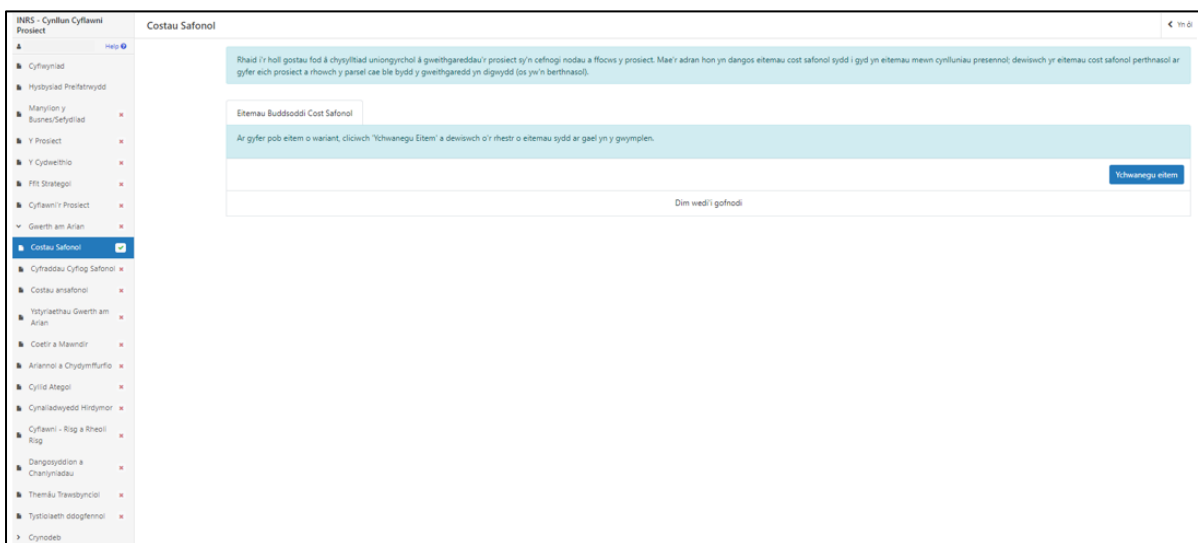 INRS - Cynllun Cyflawni
Prosiect
Help
Cyflwyniad
Hysbysiad Preifatrwydd
Manylion y
Busnes/Sefydliad
Y Prosiect
Y Cydweithio
Ffit Strategol
Cyflawni'r Prosiect
Gwerth am Arian
Costau Safonol
Cyfraddau Cyflog Safonol
Costau ansafonol
Ystyriaethau Gwerth am
Arian
Coetir a Mawndir
Ariannol a Chydymffurfio
Cyllid Ategol
Cynaliadwyedd Hirdymor
Cyflawni - Risg a Rheoli
Risg
Dangosyddion a
Chanlyniadau
Themâu Trawsbynciol
Tystiolaeth ddogfennol
Crynodeb
Costau Safonol
Yn ôl
Rhaid i'r holl gostau fod â chysylltiad uniongyrchol â gweithgareddau'r prosiect sy'n cefnogi nodau a ffocws y prosiect. Mae'r adran hon yn dangos eitemau cost safonol sydd i gyd yn eitemau mewn cynlluniau presennol; dewiswch yr eitemau cost safonol perthnasol ar
gyfer eich prosiect a rhowch y parsel cae ble bydd y gweithgaredd yn digwydd (os yw'n berthnasol).
Eitemau Buddsoddi Cost Safonol
Ar gyfer pob eitem o wariant, cliciwch 'Ychwanegu Eitem' a dewiswch o'r rhestr o eitemau sydd ar gael yn y gwymplen.
Ychwanegu eitem
Dim wedi'i gofnodi